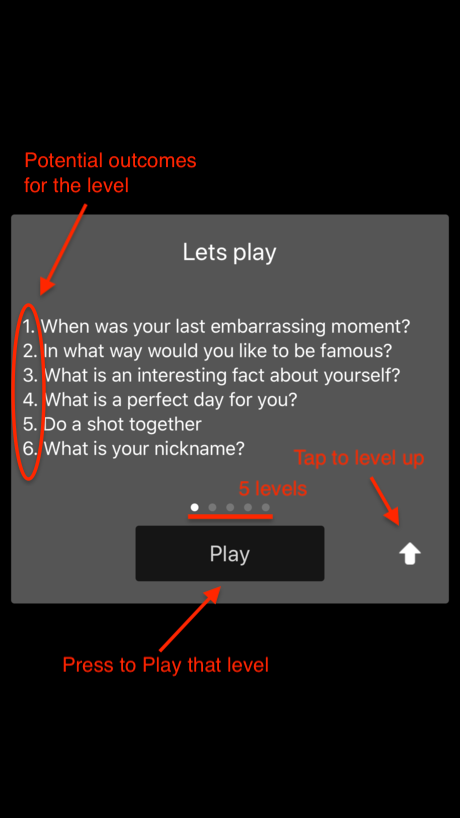 Potential outcomes
for the level
Lets play
1. When was your last embarrassing moment?
2. In what way would you like to be famous?
3. What is an interesting fact about yourself?
4. What is a perfect day for you?
5. Do a shot together
6. What is your nickname?
Tap to level up
5 levels
Play
Press to Play that level